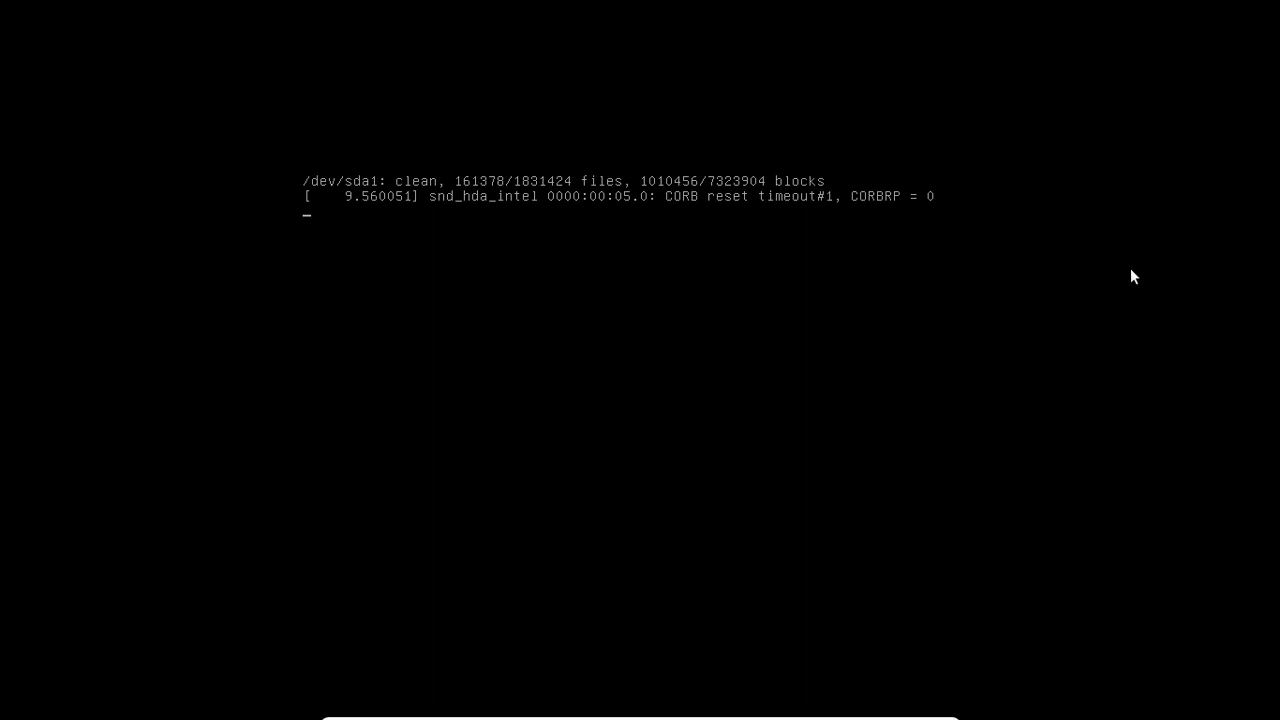 /dev/sda1: clean, 161378/1831424 files, 1010456/7323904 blocks
[    9.560051] snd_hda_intel 0000:00:05.0: CORB reset timeout#1, CORBRP = 0